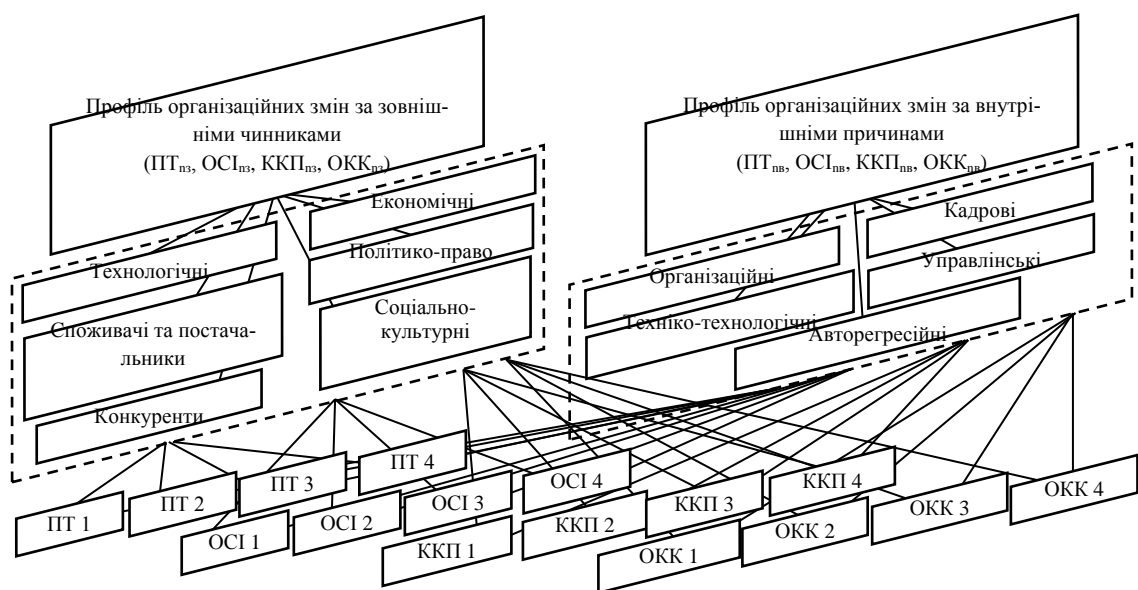 Профіль організаційних змін за зовніш-
німи чинниками
(ПТпз, ОСІпз, ККПпз, ОККпз)
Економічні
Технологічні
Політико-право
Споживачі та постача-
льники
Соціально-
культурні
Конкуренти
Профіль організаційних змін за внутрі-
шніми причинами
(ПТпв, ОСІпв, ККПпв, ОККпв)
Кадрові
Організаційні
Управлінські
Техніко-технологічні
Авторегресійні
ПТ 1
ПТ 2
ПТ 3
ПТ 4
ОСІ 1
ОСІ 2
ОСІ 3
ОСІ 4
ККП 1
ККП 2
ККП 3
ККП 4
ОКК 1
ОКК 2
ОКК 3
ОКК 4